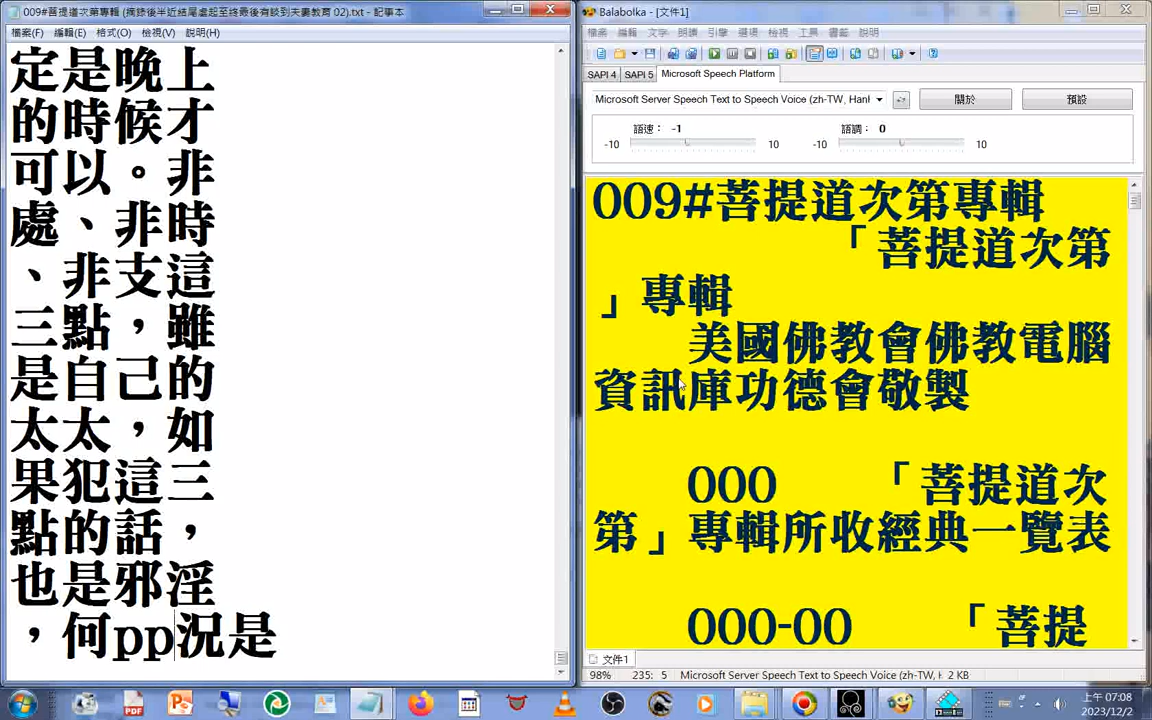 009#菩提道次第專輯 (摘錄後半近結尾處起至終最後有談到夫妻教育 02).txt - 記事本
檔案(F) 編輯(E) 格式(O) 檢視(V) 說明(H)
定是晚上
的時候才
可以。非
處、非時
、非支這
三點，雖
是自己的
太太，如
果犯這三
點的話，
也是邪淫
，何pp況是
Balabolka - [文件1]
檔案 編輯 文字 朗讀 引擎 選項 檢視 工具 書籤 說明
SAPI 4 SAPI 5 Microsoft Speech Platform
Microsoft Server Speech Text to Speech Voice (zh-TW, Hanl 關於 預設
語速： -1 語調： 0
-10 10 -10 10
009#菩提道次第專輯
「菩提道次第
」專輯
美國佛教會佛教電腦
資訊庫功德會敬製
000 「菩提道次
第」專輯所收經典一覽表
000-00 「菩提
文件1
98% 235: 5 Microsoft Speech Platform Microsoft Server Speech Text to Speech Voice (zh-TW, H 2 KB
PDF
上午 07:08
2023/12/2